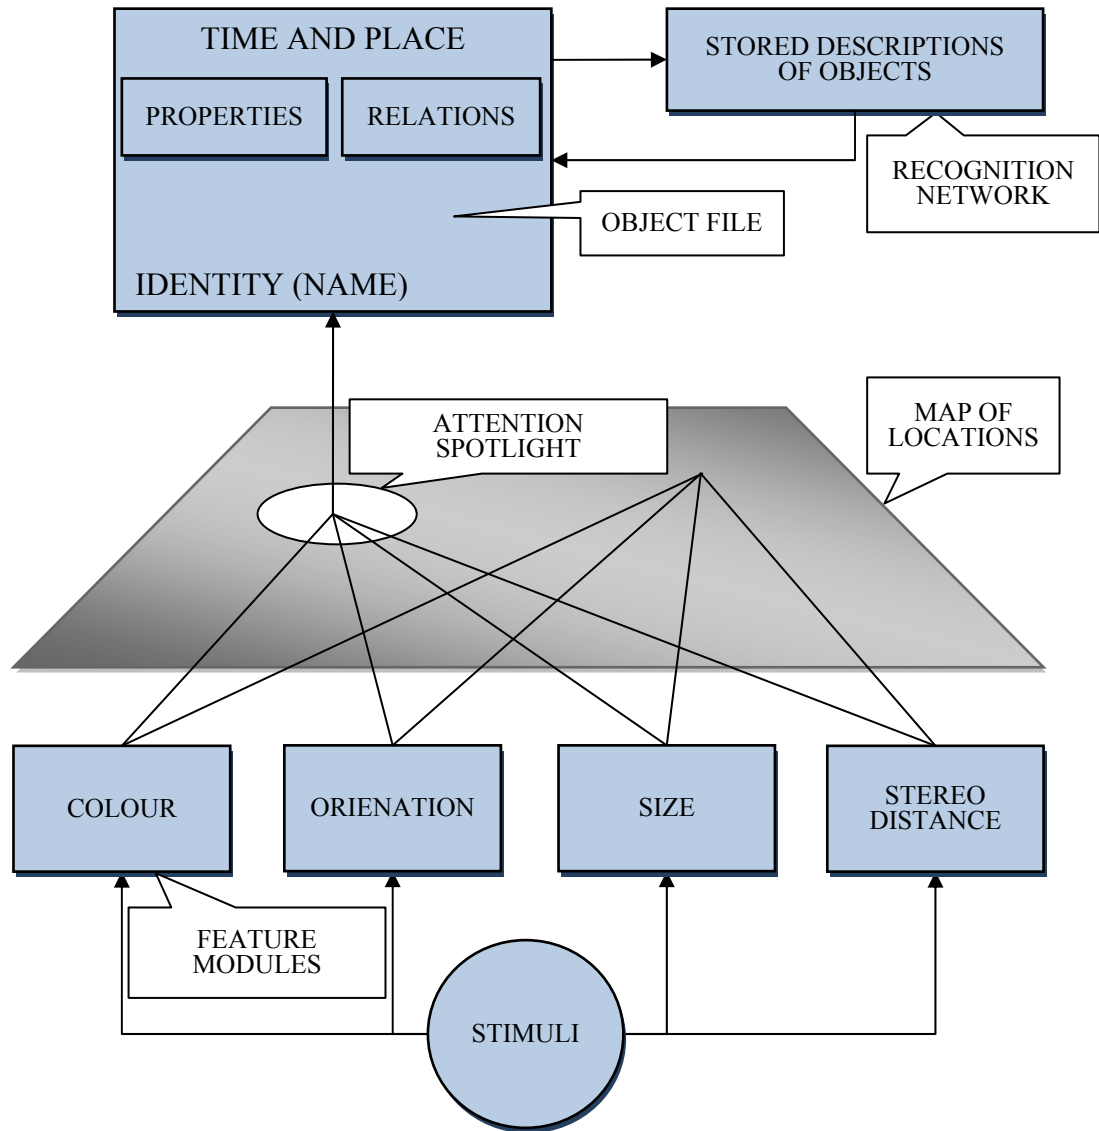 TIME AND PLACE
PROPERTIES
RELATIONS
IDENTITY (NAME)
STORED DESCRIPTIONS
OF OBJECTS
RECOGNITION
NETWORK
OBJECT FILE
ATTENTION
SPOTLIGHT
MAP OF
LOCATIONS
COLOUR
ORIENATION
SIZE
STEREO
DISTANCE
FEATURE
MODULES
STIMULI